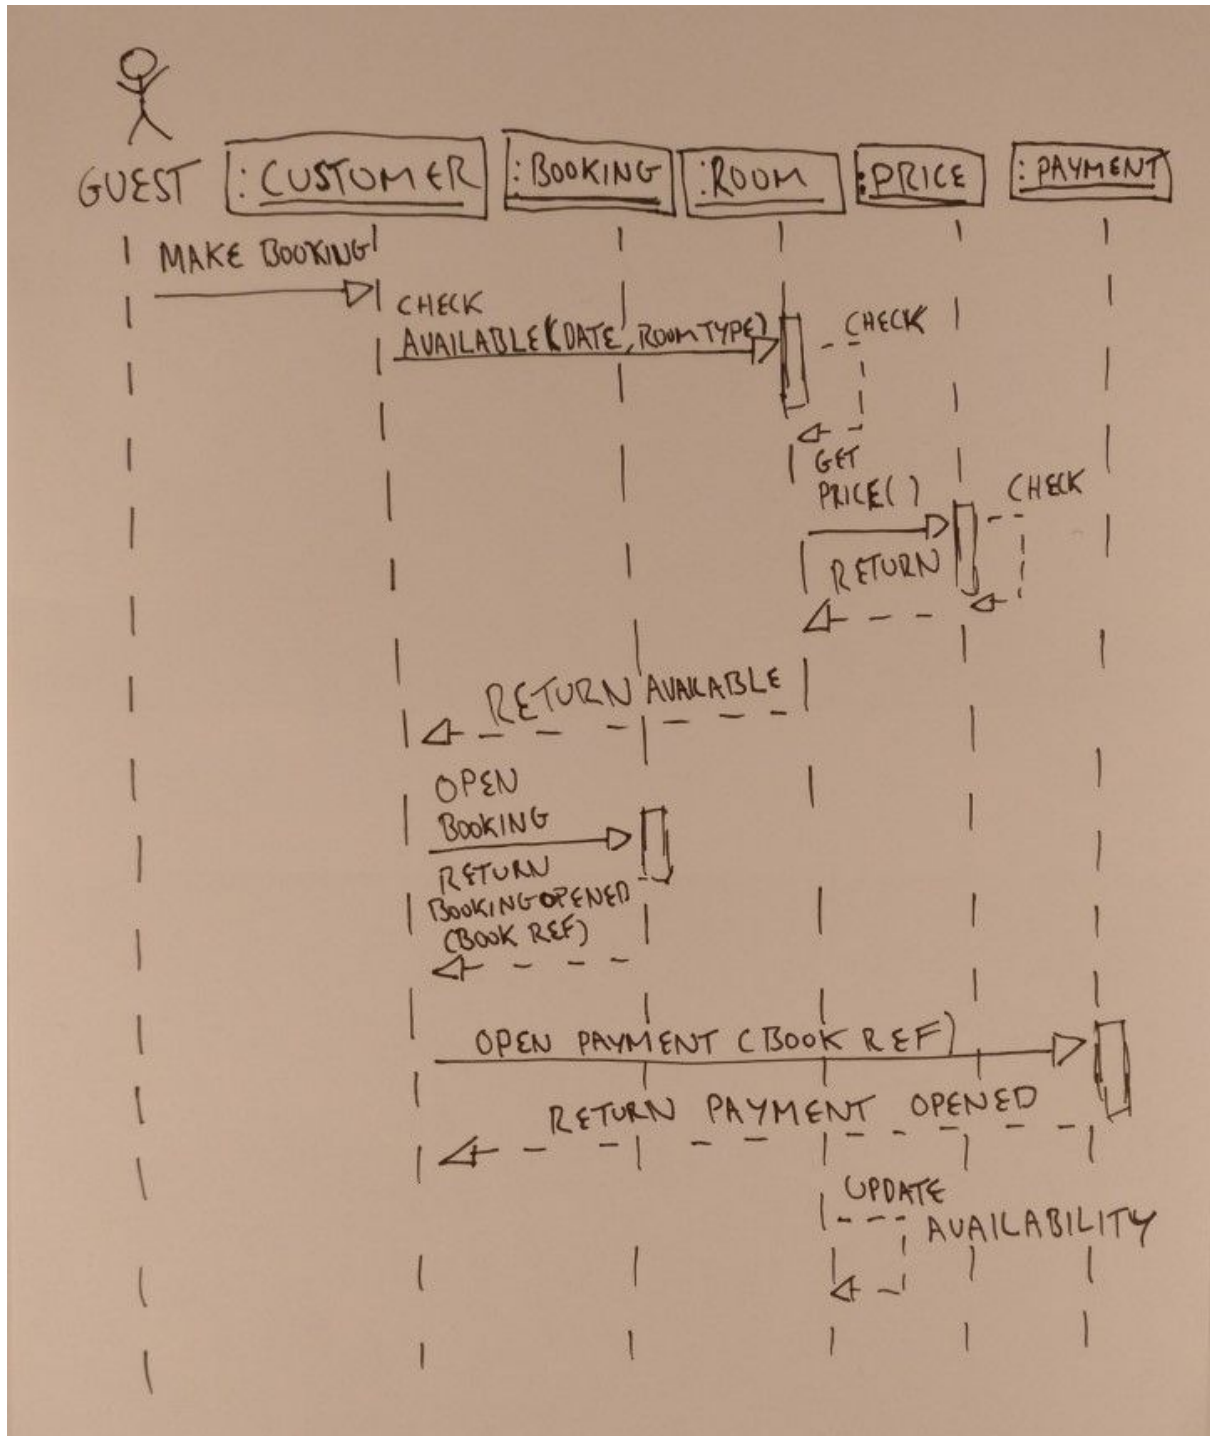 GUEST :CUSTOMER :BOOKING :ROOM :PRICE :PAYMENT
MAKE BOOKING
CHECK
AVAILABLE(DATE, ROOMTYPE)
CHECK
GET
PRICE()
CHECK
RETURN
RETURN AVAILABLE
OPEN
BOOKING
RETURN
BOOKINGOPENED
(BOOK REF)
OPEN PAYMENT (BOOK REF)
RETURN PAYMENT OPENED
UPDATE
AVAILABILITY